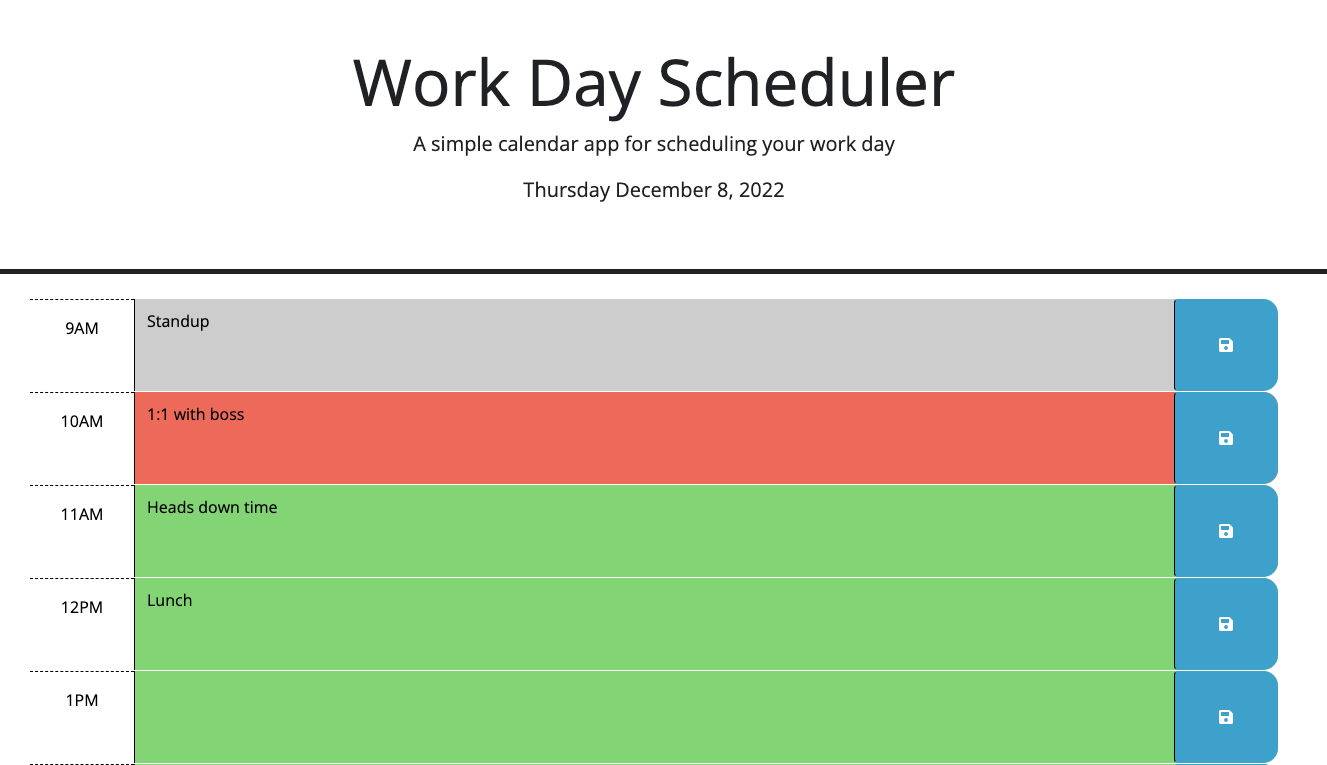 Work Day Scheduler
A simple calendar app for scheduling your work day
Thursday December 8, 2022
9AM
Standup
10AM
1:1 with boss
11AM
Heads down time
12PM
Lunch
1PM